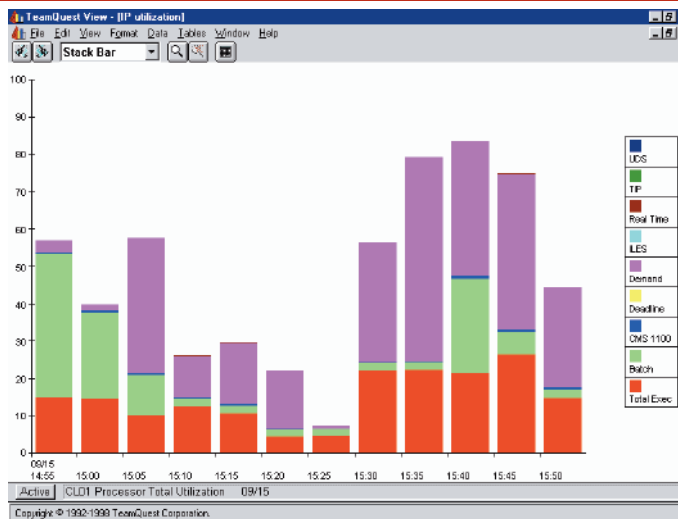 TeamQuest View - [IP utilization]
File Edit View Format Data Tables Window Help
Stack Bar
100
90
80
70
60
50
40
30
20
10
0
09/15
14:55 15:00 15:05 15:10 15:15 15:20 15:25 15:30 15:35 15:40 15:45 15:50
UDS
TIP
Real Time
ILES
Demand
Deadline
CMS 1100
Batch
Total Exec
Active CLO1 Processor Total Utilization 09/15
Copyright © 1992-1998 TeamQuest Corporation.